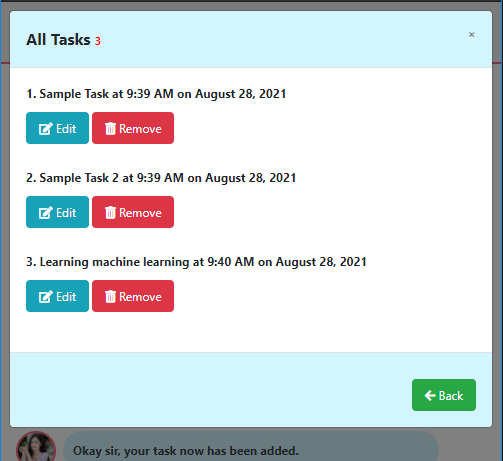 All Tasks 3
×
1. Sample Task at 9:39 AM on August 28, 2021
Edit Remove
2. Sample Task 2 at 9:39 AM on August 28, 2021
Edit Remove
3. Learning machine learning at 9:40 AM on August 28, 2021
Edit Remove
Back
Okay sir, your task now has been added.